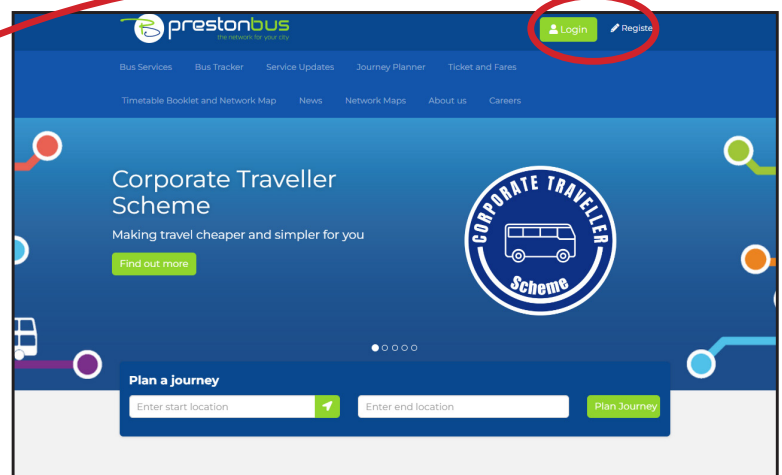 prestonbus
the network for your city
Login
Registe
Bus Services Bus Tracker Service Updates Journey Planner Ticket and Fares
Timetable Booklet and Network Map News Network Maps About us Careers
Corporate Traveller
Scheme
Making travel cheaper and simpler for you
Find out more
CORPORATE TRAVELLER
Scheme
Plan a journey
Enter start location
Enter end location
Plan Journey